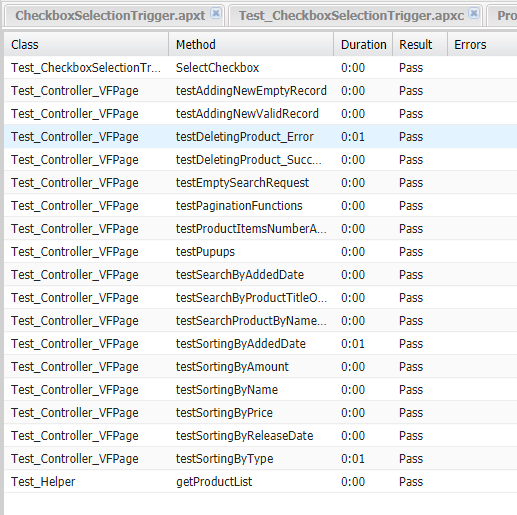 CheckboxSelectionTrigger.apxt Test_CheckboxSelectionTrigger.apxc Pro
Class Method Duration Result Errors
Test_CheckboxSelectionTr... SelectCheckbox 0:00 Pass
Test_Controller_VFPage testAddingNewEmptyRecord 0:00 Pass
Test_Controller_VFPage testAddingNewValidRecord 0:00 Pass
Test_Controller_VFPage testDeletingProduct_Error 0:01 Pass
Test_Controller_VFPage testDeletingProduct_Succ... 0:00 Pass
Test_Controller_VFPage testEmptySearchRequest 0:00 Pass
Test_Controller_VFPage testPaginationFunctions 0:00 Pass
Test_Controller_VFPage testProductItemsNumberA... 0:00 Pass
Test_Controller_VFPage testPupups 0:00 Pass
Test_Controller_VFPage testSearchByAddedDate 0:00 Pass
Test_Controller_VFPage testSearchByProductTitleO... 0:00 Pass
Test_Controller_VFPage testSearchProductByName... 0:00 Pass
Test_Controller_VFPage testSortingByAddedDate 0:01 Pass
Test_Controller_VFPage testSortingByAmount 0:00 Pass
Test_Controller_VFPage testSortingByName 0:00 Pass
Test_Controller_VFPage testSortingByPrice 0:00 Pass
Test_Controller_VFPage testSortingByReleaseDate 0:00 Pass
Test_Controller_VFPage testSortingByType 0:01 Pass
Test_Helper getProductList 0:00 Pass